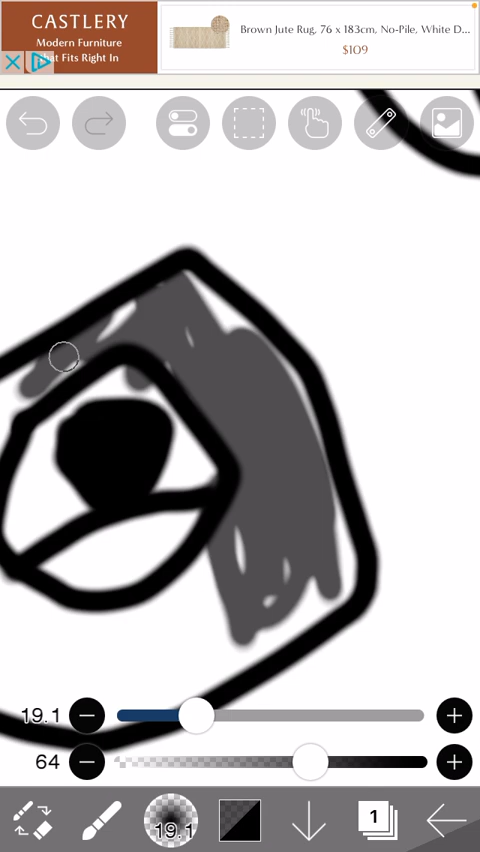 CASTLERY
Modern Furniture
that Fits Right In
Brown Jute Rug, 76 x 183cm, No-Pile, White D...
$109
19.1
64
19.1
1